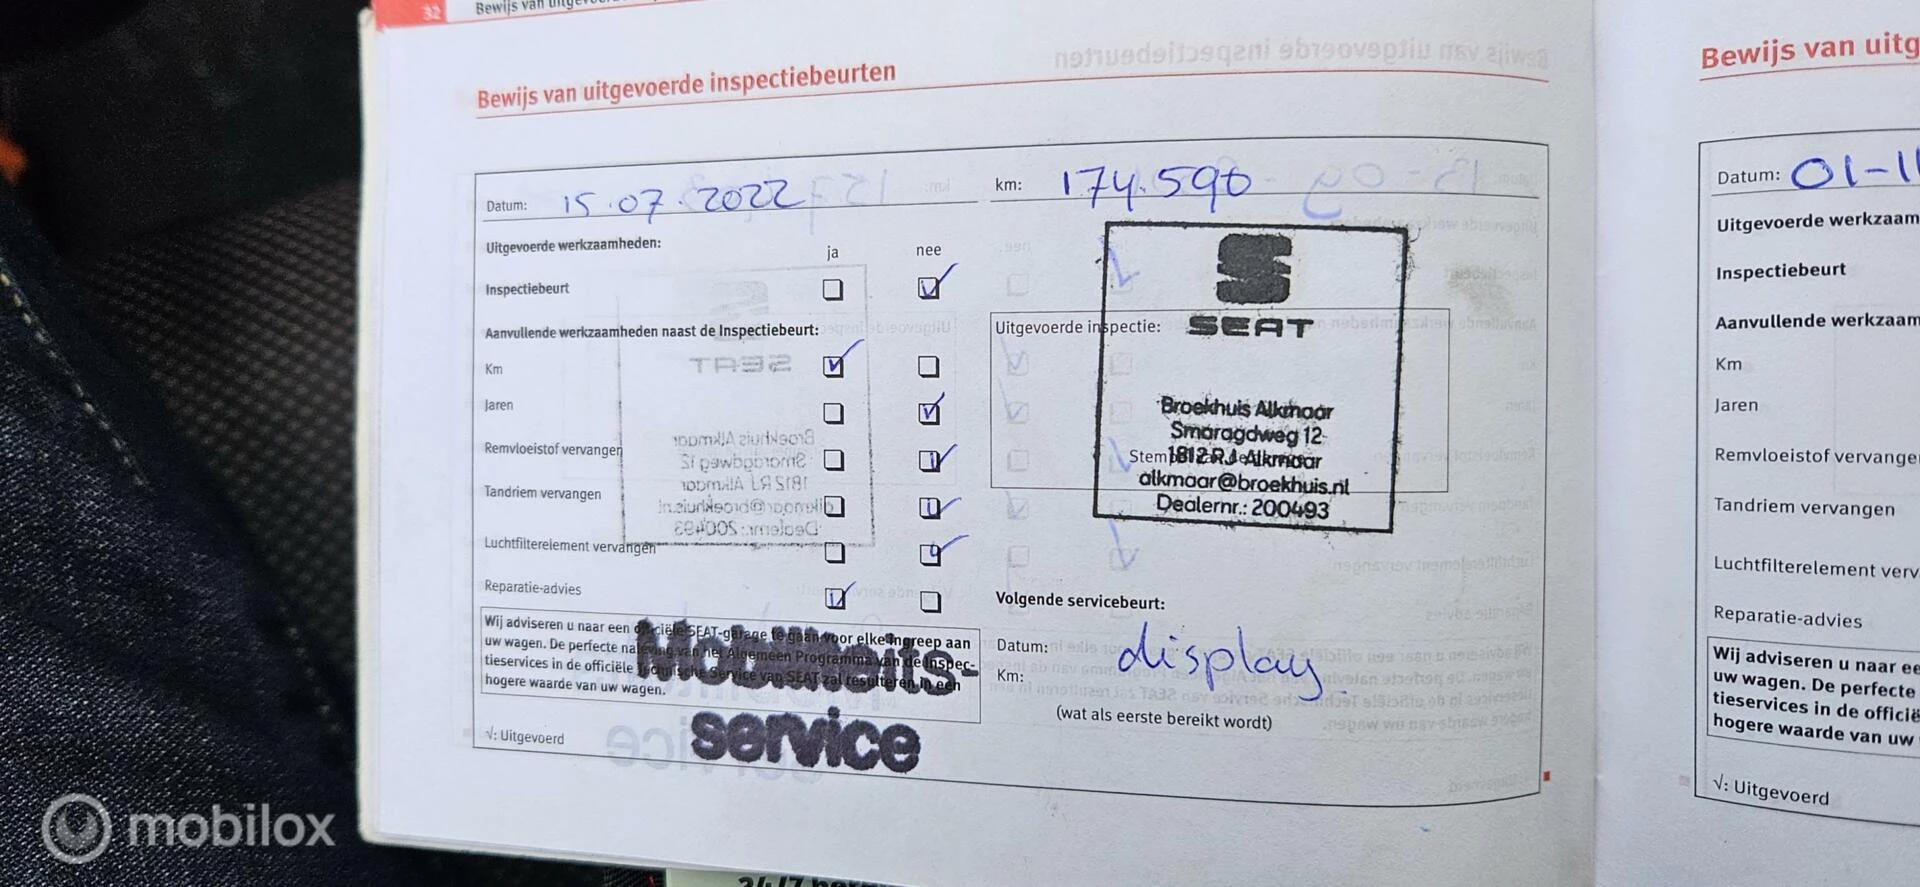 32 Bewijs van
Bewijs van uitgevoerde inspectiebeurten
Datum: 15.07.2022 km: 174.590
Uitgevoerde werkzaamheden:
ja nee
Inspectiebeurt
Aanvullende werkzaamheden naast de Inspectiebeurt:
Km
Jaren
Remvloeistof vervangen
Tandriem vervangen
Luchtfilterelement vervangen
Reparatie-advies
Wij adviseren u naar een officiële SEAT-garage te gaan voor elke ingreep aan
uw wagen. De perfecte naleving van het Algemeen Programma van de Inspec-
tieservices in de officiële Technische Service van SEAT zal resulteren in een
hogere waarde van uw wagen.
√: Uitgevoerd
service
Uitgevoerde inspectie:
SEAT
Broekhuis Alkmaar
Smaragdweg 12
1812 RJ Alkmaar
alkmaar@broekhuis.nl
Dealernr.: 200493
Volgende servicebeurt:
Datum: display
Km:
(wat als eerste bereikt wordt)
Bewijs van uitg
Datum: 01-11
Uitgevoerde werkzaam
Inspectiebeurt
Aanvullende werkzaam
Km
Jaren
Remvloeistof vervange
Tandriem vervangen
Luchtfilterelement verv
Reparatie-advies
Wij adviseren u naar ee
uw wagen. De perfecte
tieservices in de officië
hogere waarde van uw
√: Uitgevoerd
mobilox